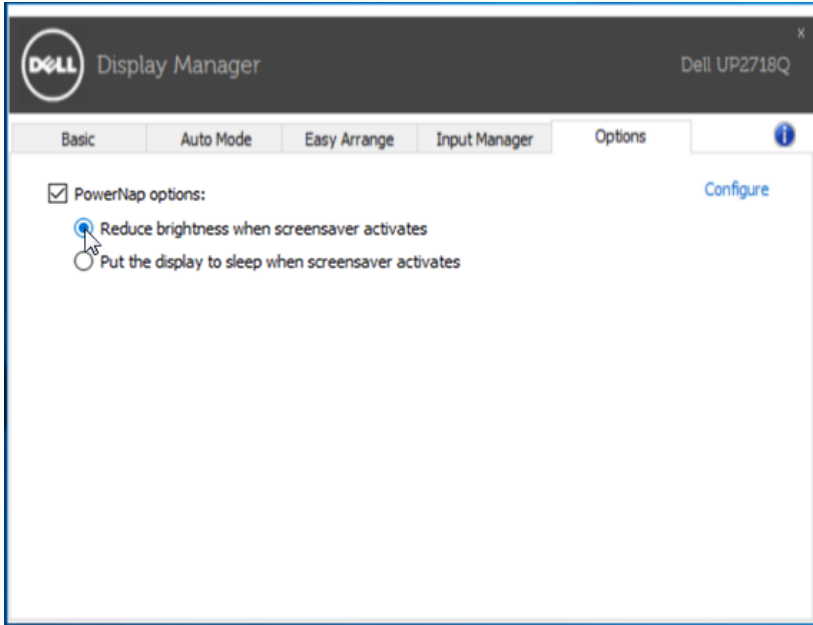 x
DELL Display Manager
Dell UP2718Q
Basic Auto Mode Easy Arrange Input Manager Options i
PowerNap options:
Configure
Reduce brightness when screensaver activates
Put the display to sleep when screensaver activates